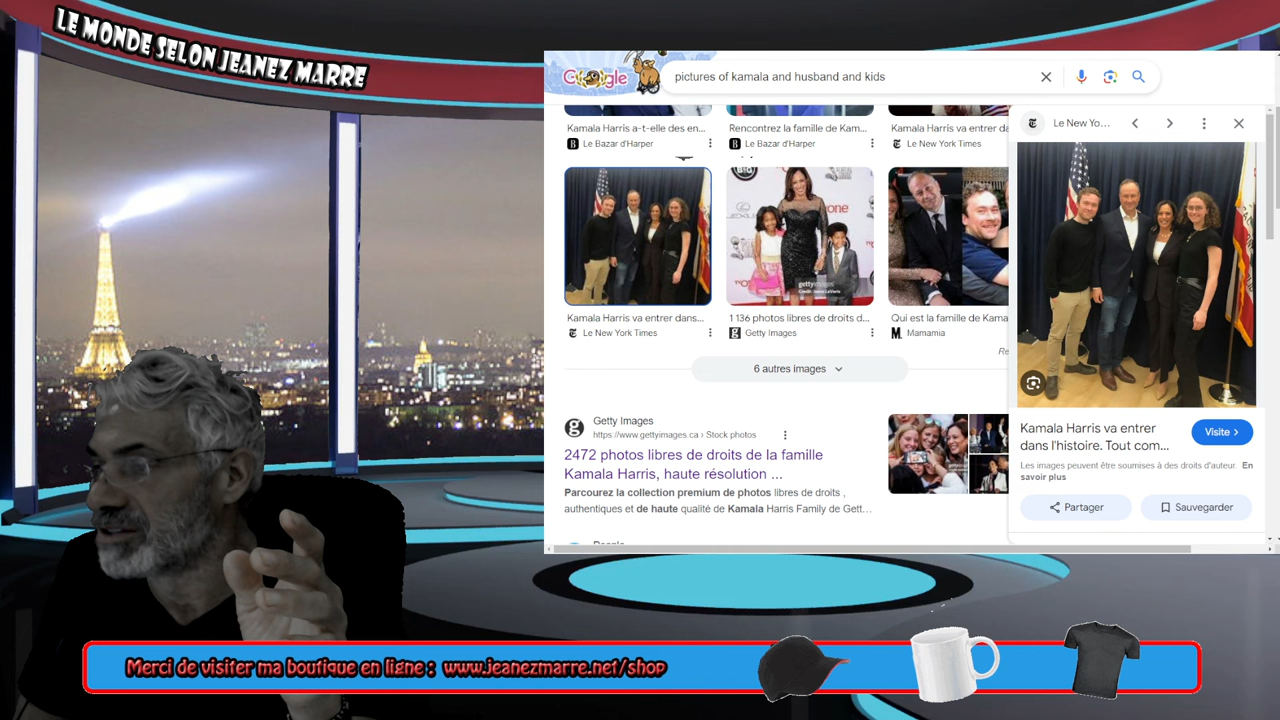 LE MONDE SELON JEANEZ MARRE
Google
pictures of kamala and husband and kids
Kamala Harris a-t-elle des en...
Le Bazar d'Harper
Rencontrez la famille de Kam...
Le Bazar d'Harper
Kamala Harris va entrer da
Le New York Times
Le New Yo...
gettyimages
Kamala Harris va entrer dans...
Le New York Times
1 136 photos libres de droits d...
Getty Images
Qui est la famille de Kama
Mamamia
Re
6 autres images
Getty Images
https://www.gettyimages.ca › Stock photos
2472 photos libres de droits de la famille
Kamala Harris, haute résolution ...
Parcourez la collection premium de photos libres de droits ,
authentiques et de haute qualité de Kamala Harris Family de Gett...
Kamala Harris va entrer
dans l'histoire. Tout com...
Visite
Les images peuvent être soumises à des droits d'auteur. En
savoir plus
Partager
Sauvegarder
Merci de visiter ma boutique en ligne : www.jeanezmarre.net/shop